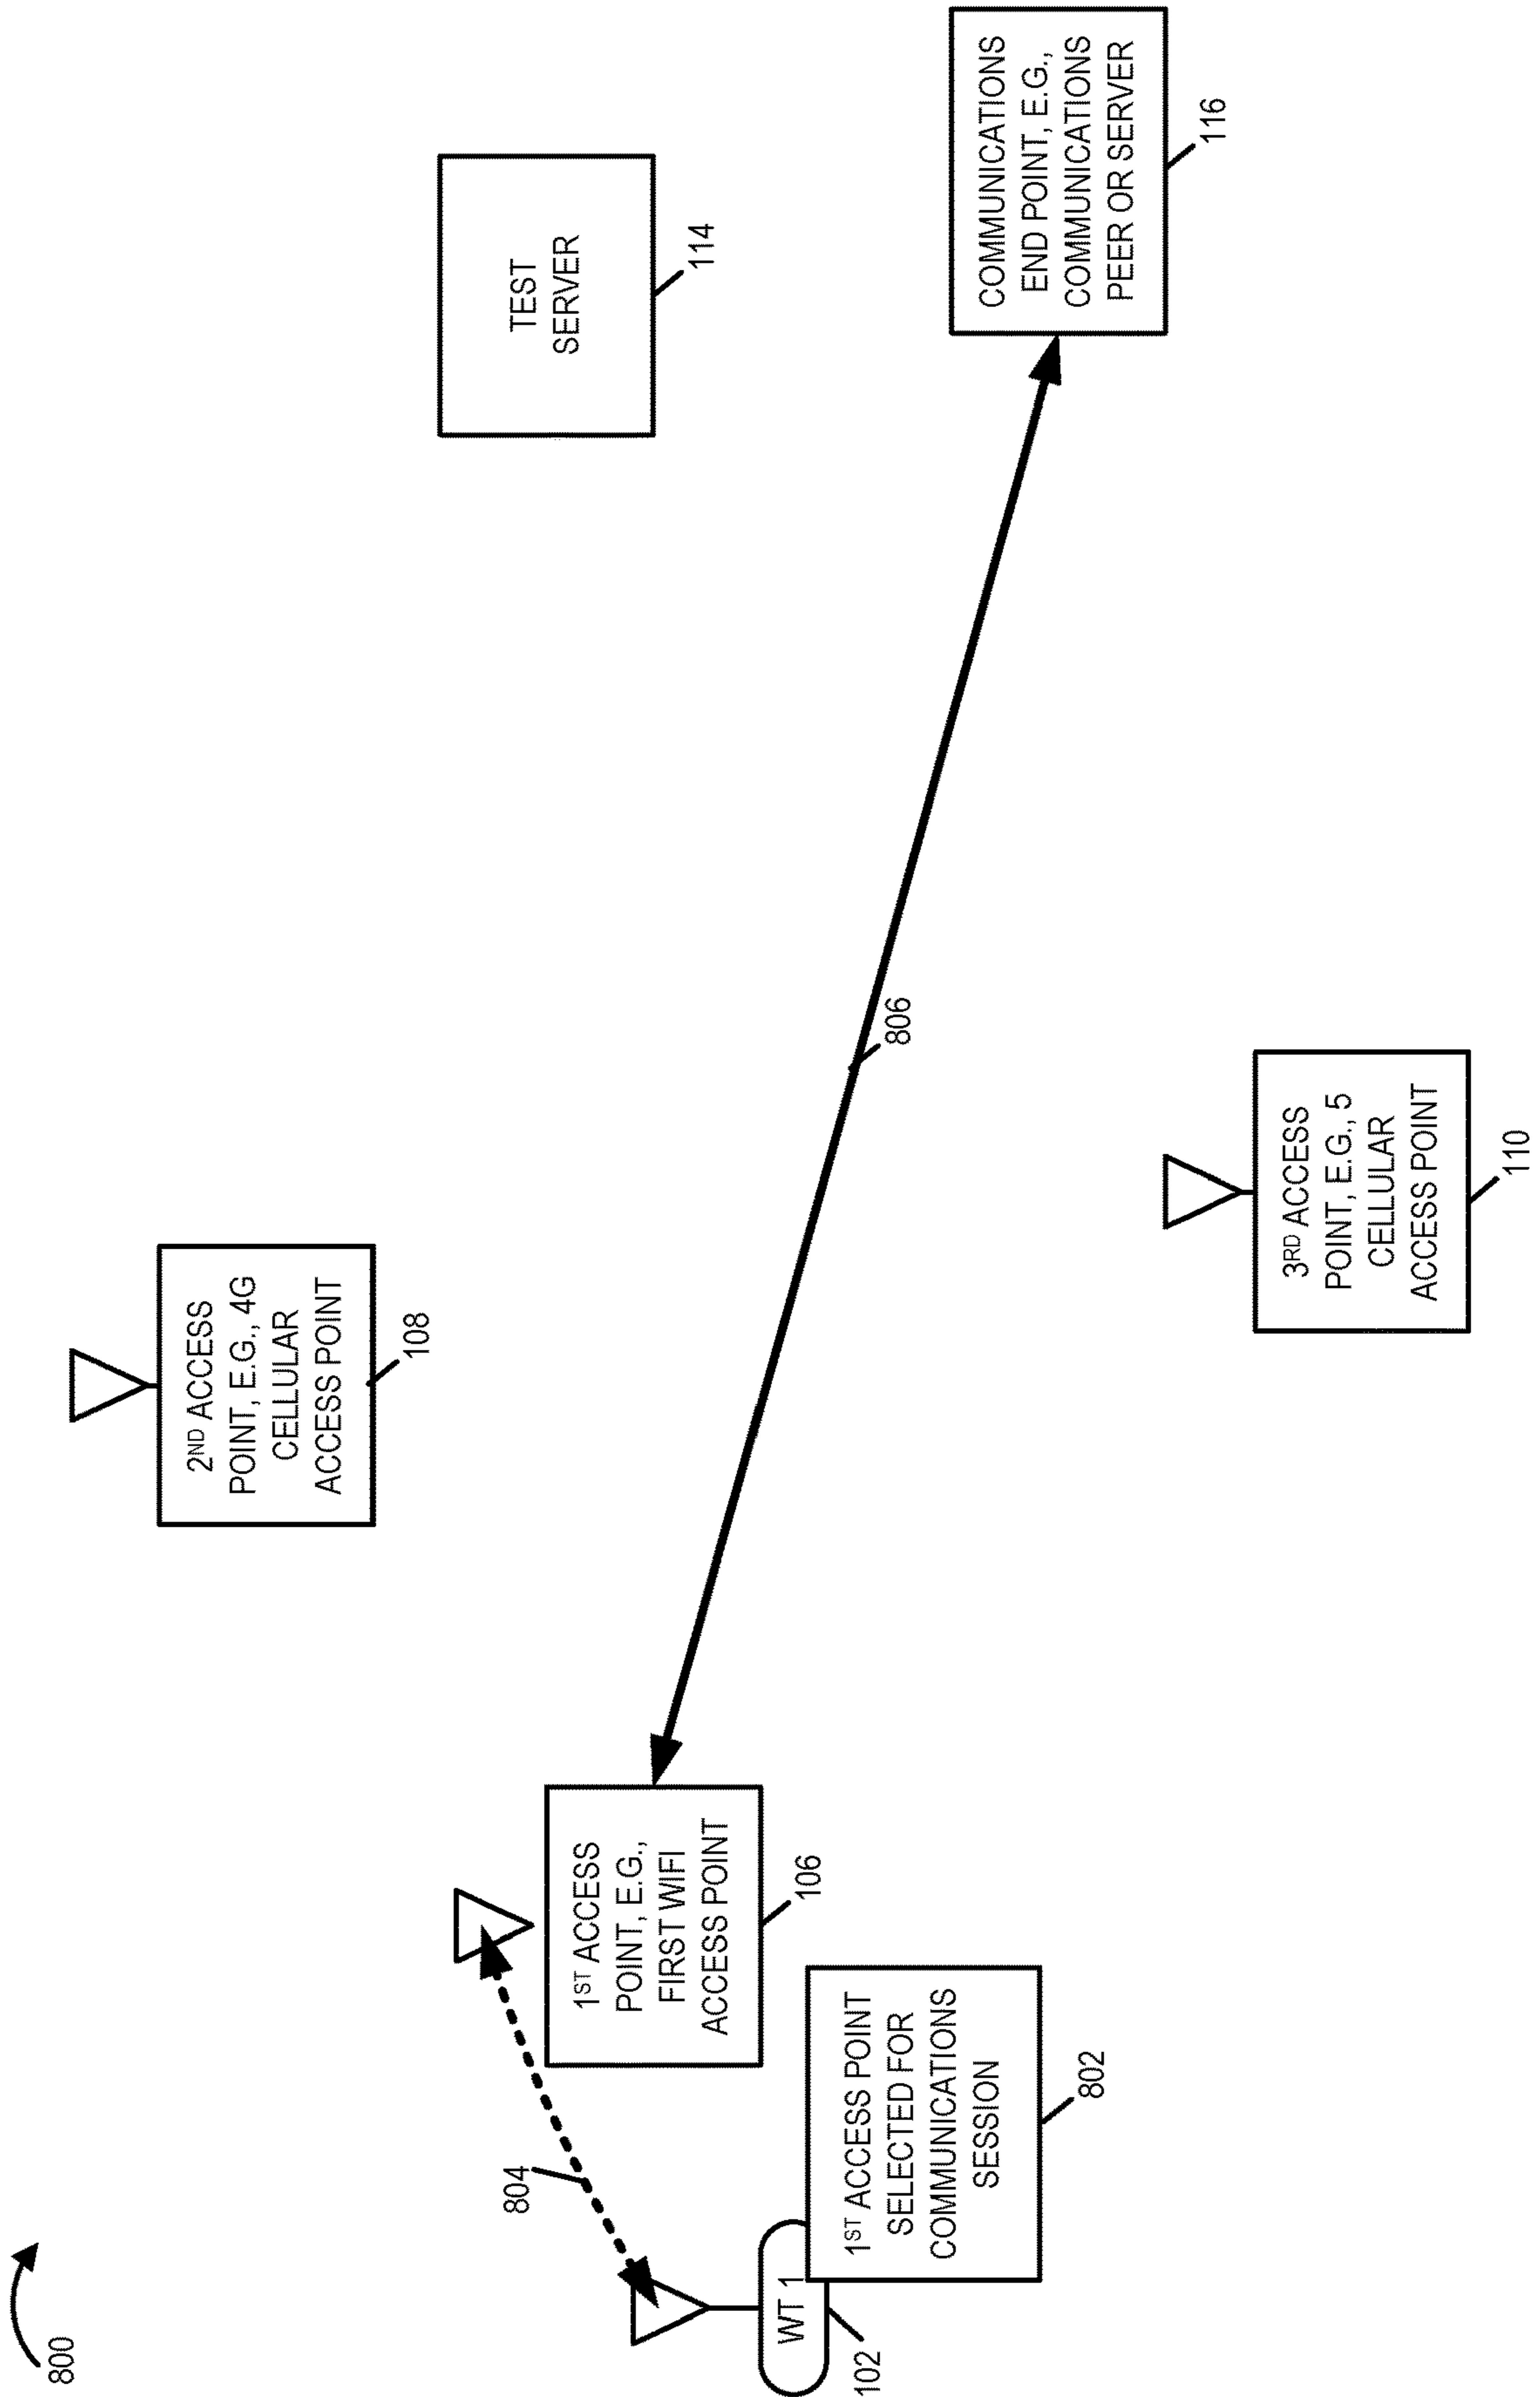 800
2ND ACCESS
POINT, E.G., 4G
CELLULAR
ACCESS POINT
108
TEST
SERVER
114
804
1ST ACCESS
POINT, E.G.,
FIRST WIFI
ACCESS POINT
106
806
COMMUNICATIONS
END POINT, E.G.,
COMMUNICATIONS
PEER OR SERVER
116
WT 1
102
1ST ACCESS POINT
SELECTED FOR
COMMUNICATIONS
SESSION
802
3RD ACCESS
POINT, E.G., 5
CELLULAR
ACCESS POINT
110